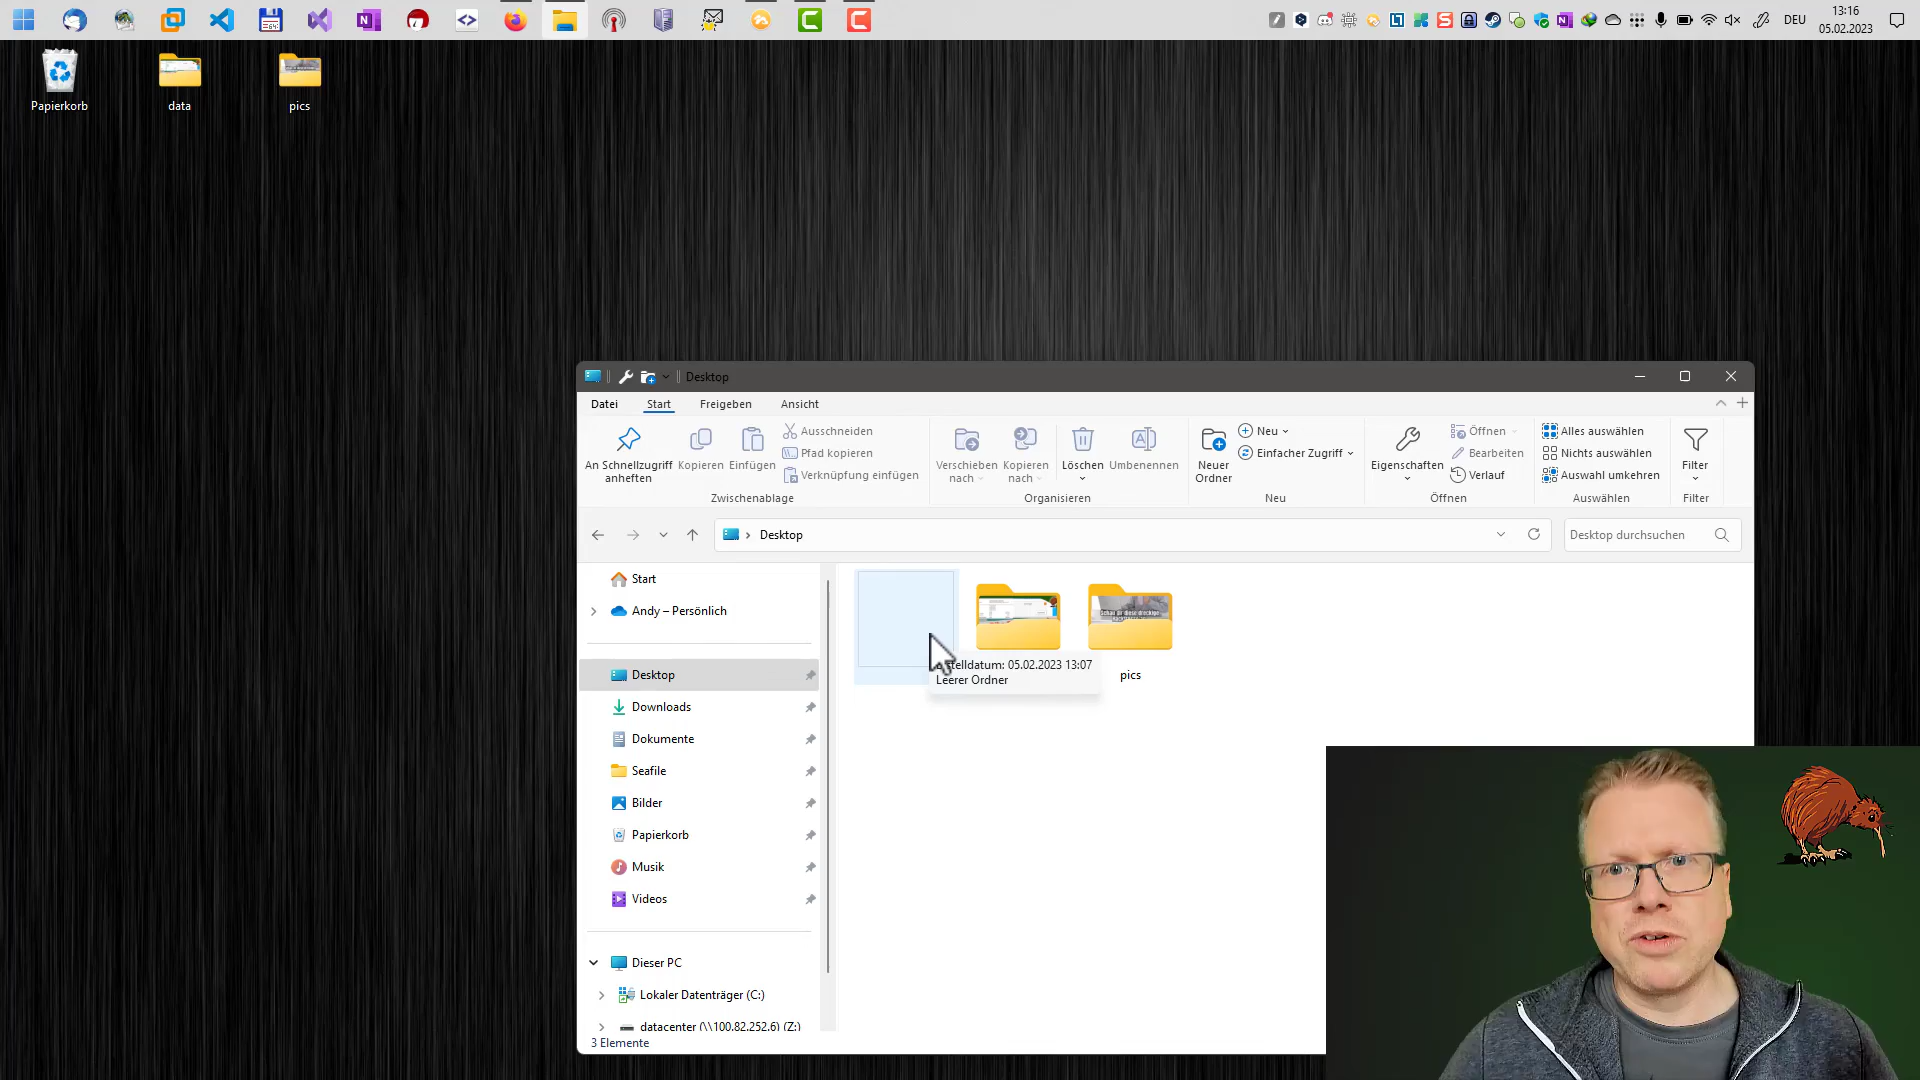 13:16
DEU
05.02.2023
Papierkorb
data
pics
Desktop
Datei
Start
Freigeben
Ansicht
An Schnellzugriff anheften
Kopieren
Einfügen
Ausschneiden
Pfad kopieren
Verknüpfung einfügen
Zwischenablage
Verschieben nach
Kopieren nach
Löschen
Umbenennen
Organisieren
Neuer Ordner
Neu
Einfacher Zugriff
Neu
Eigenschaften
Öffnen
Bearbeiten
Verlauf
Öffnen
Alles auswählen
Nichts auswählen
Auswahl umkehren
Auswählen
Filter
Filter
Desktop
Desktop durchsuchen
Start
Andy – Persönlich
Desktop
Downloads
Dokumente
Seafile
Bilder
Papierkorb
Musik
Videos
Dieser PC
Lokaler Datenträger (C:)
datacenter (\\100.82.252.6) (Z:)
3 Elemente
stelldatum: 05.02.2023 13:07
Leerer Ordner
pics